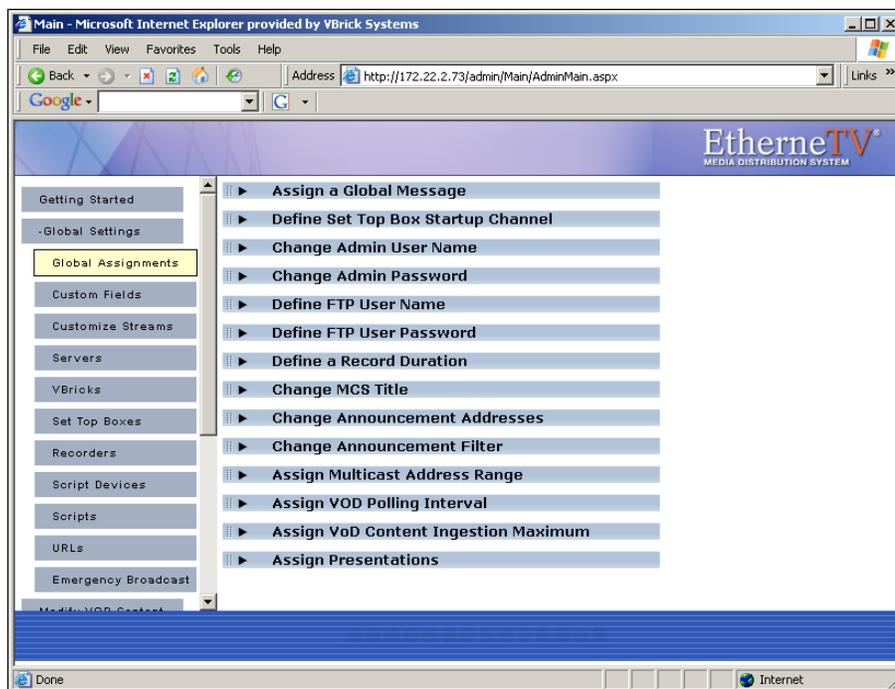 Main - Microsoft Internet Explorer provided by VBrick Systems
File Edit View Favorites Tools Help
Back Address http://172.22.2.73/admin/Main/AdminMain.aspx Links »
Google G
EtherneTV®
MEDIA DISTRIBUTION SYSTEM
Getting Started
-Global Settings
Global Assignments
Custom Fields
Customize Streams
Servers
VBricks
Set Top Boxes
Recorders
Script Devices
Scripts
URLs
Emergency Broadcast
Modify VOD Content
Assign a Global Message
Define Set Top Box Startup Channel
Change Admin User Name
Change Admin Password
Define FTP User Name
Define FTP User Password
Define a Record Duration
Change MCS Title
Change Announcement Addresses
Change Announcement Filter
Assign Multicast Address Range
Assign VOD Polling Interval
Assign VoD Content Ingestion Maximum
Assign Presentations
Done Internet